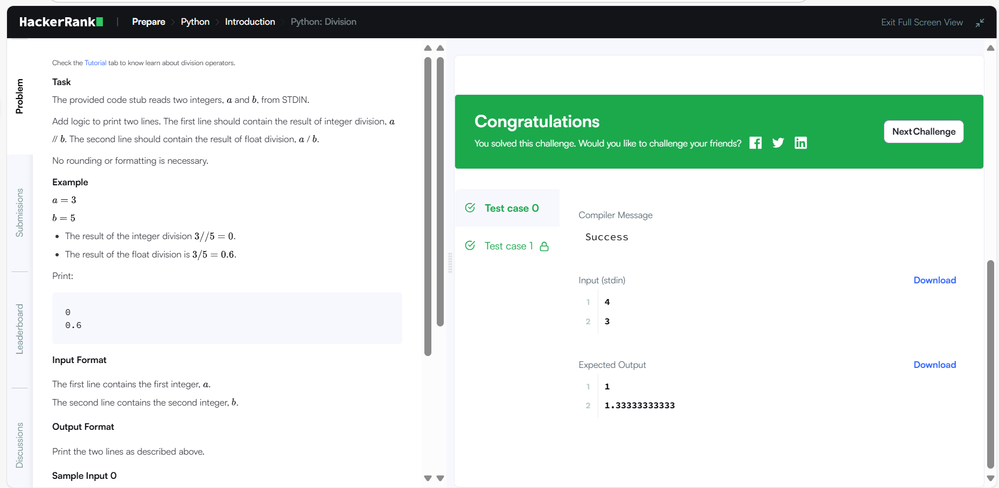 HackerRank | Prepare > Python > Introduction > Python: Division
Exit Full Screen View
Problem
Submissions
Leaderboard
Discussions
Check the Tutorial tab to know learn about division operators.
Task
The provided code stub reads two integers, a and b, from STDIN.
Add logic to print two lines. The first line should contain the result of integer division, a
// b. The second line should contain the result of float division, a / b.
No rounding or formatting is necessary.
Example
a = 3
b = 5
• The result of the integer division 3//5 = 0.
• The result of the float division is 3/5 = 0.6.
Print:
0
0.6
Input Format
The first line contains the first integer, a.
The second line contains the second integer, b.
Output Format
Print the two lines as described above.
Sample Input 0
Congratulations
You solved this challenge. Would you like to challenge your friends?
Next Challenge
Test case 0
Test case 1
Compiler Message
Success
Input (stdin)
Download
1 4
2 3
Expected Output
Download
1 1
2 1.33333333333